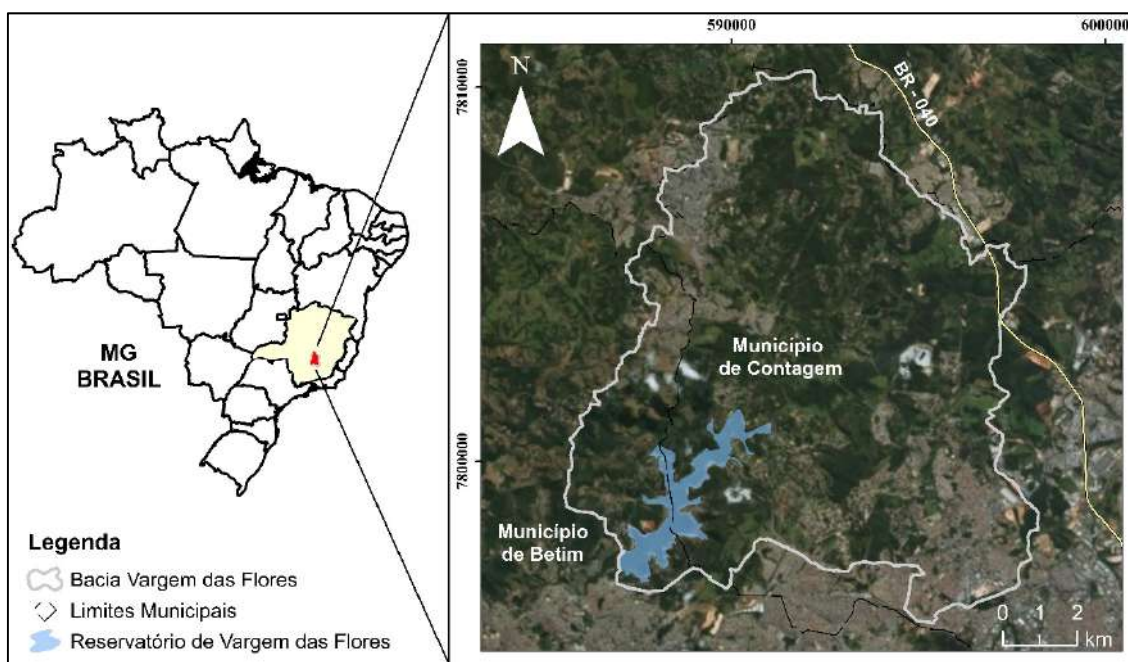 MG
BRASIL
Legenda
Bacia Vargem das Flores
Limites Municipais
Reservatório de Vargem das Flores
590000
600000
7810000
7800000
N
BR - 040
Município
de Contagem
Município
de Betim
0 1 2
km